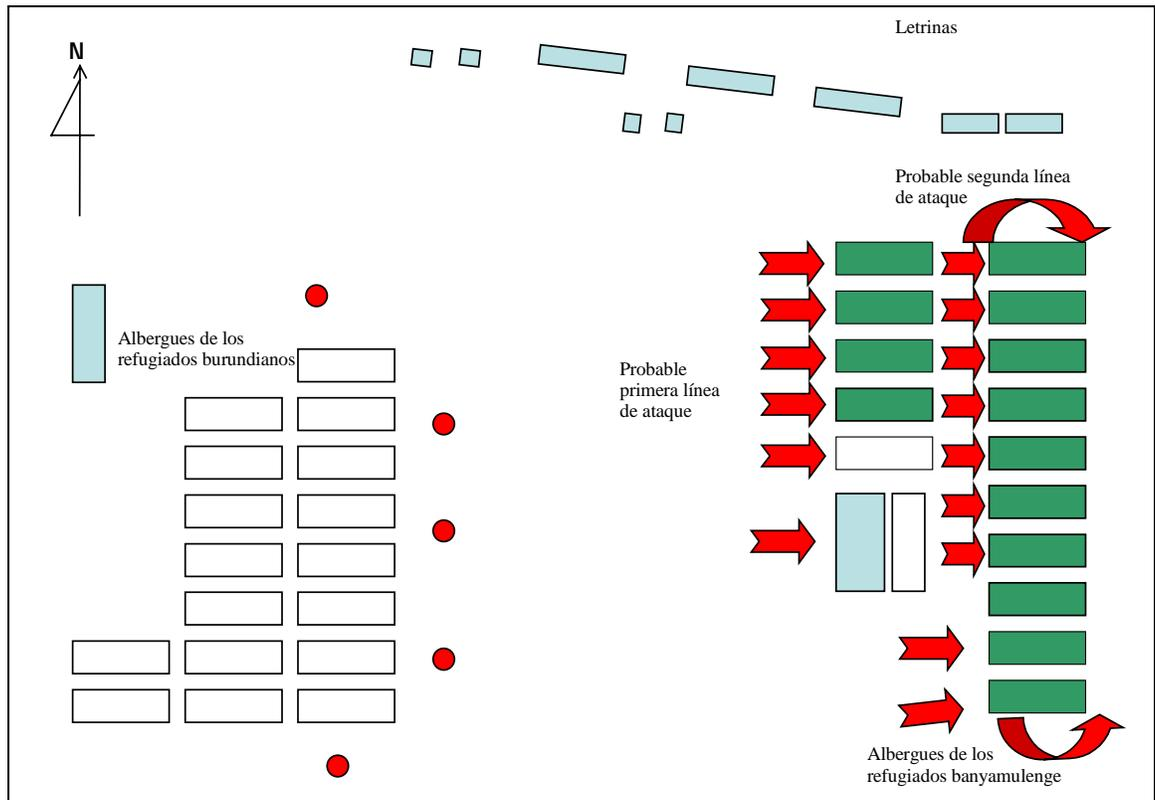 Letrinas
N
Probable segunda línea
de ataque
Albergues de los
refugiados burundianos
Probable
primera línea
de ataque
Albergues de los
refugiados banyamulenge